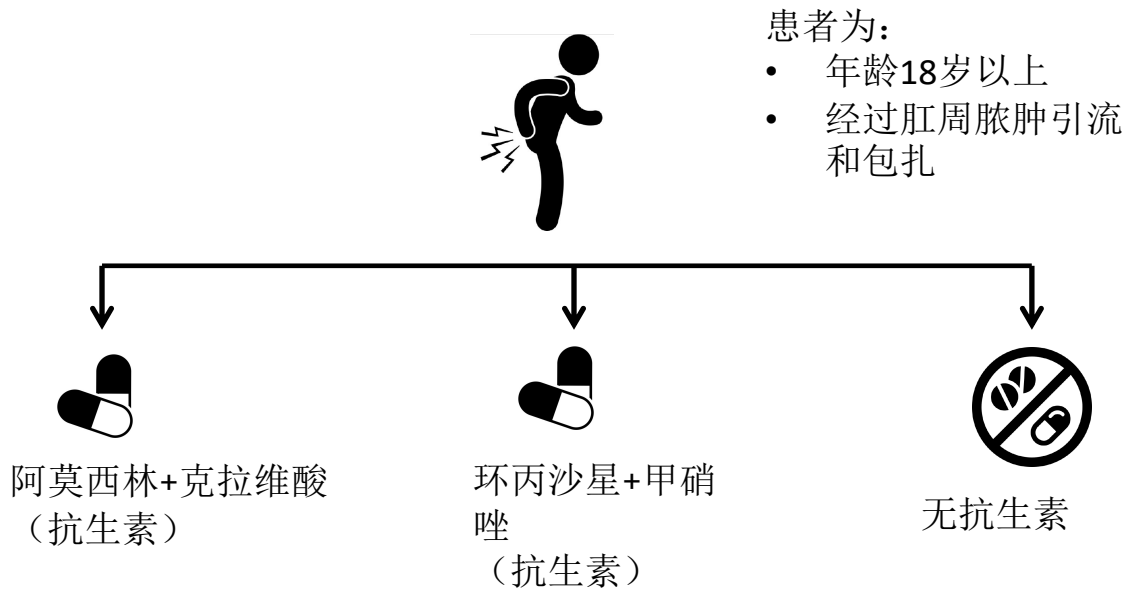 患者为：
• 年龄18岁以上
• 经过肛周脓肿引流
和包扎
阿莫西林+克拉维酸
（抗生素）
环丙沙星+甲硝
唑
（抗生素）
无抗生素